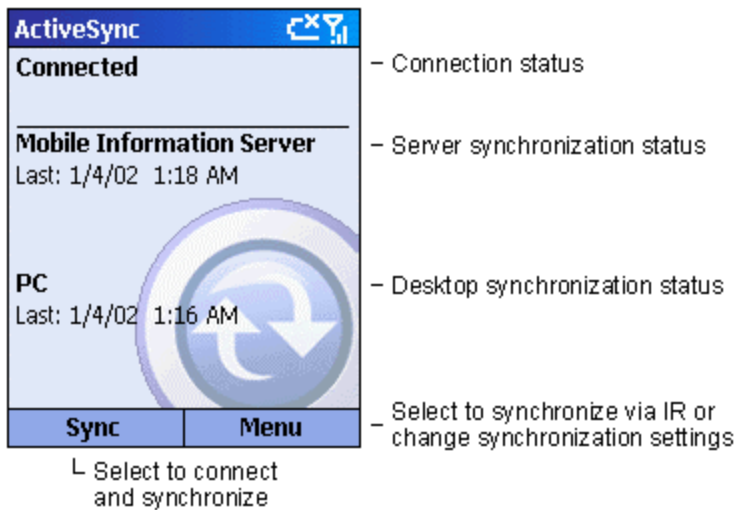 ActiveSync
Connected
– Connection status
Mobile Information Server
– Server synchronization status
Last: 1/4/02 1:18 AM
PC
– Desktop synchronization status
Last: 1/4/02 1:16 AM
Sync
Menu
– Select to synchronize via IR or
change synchronization settings
Select to connect
and synchronize